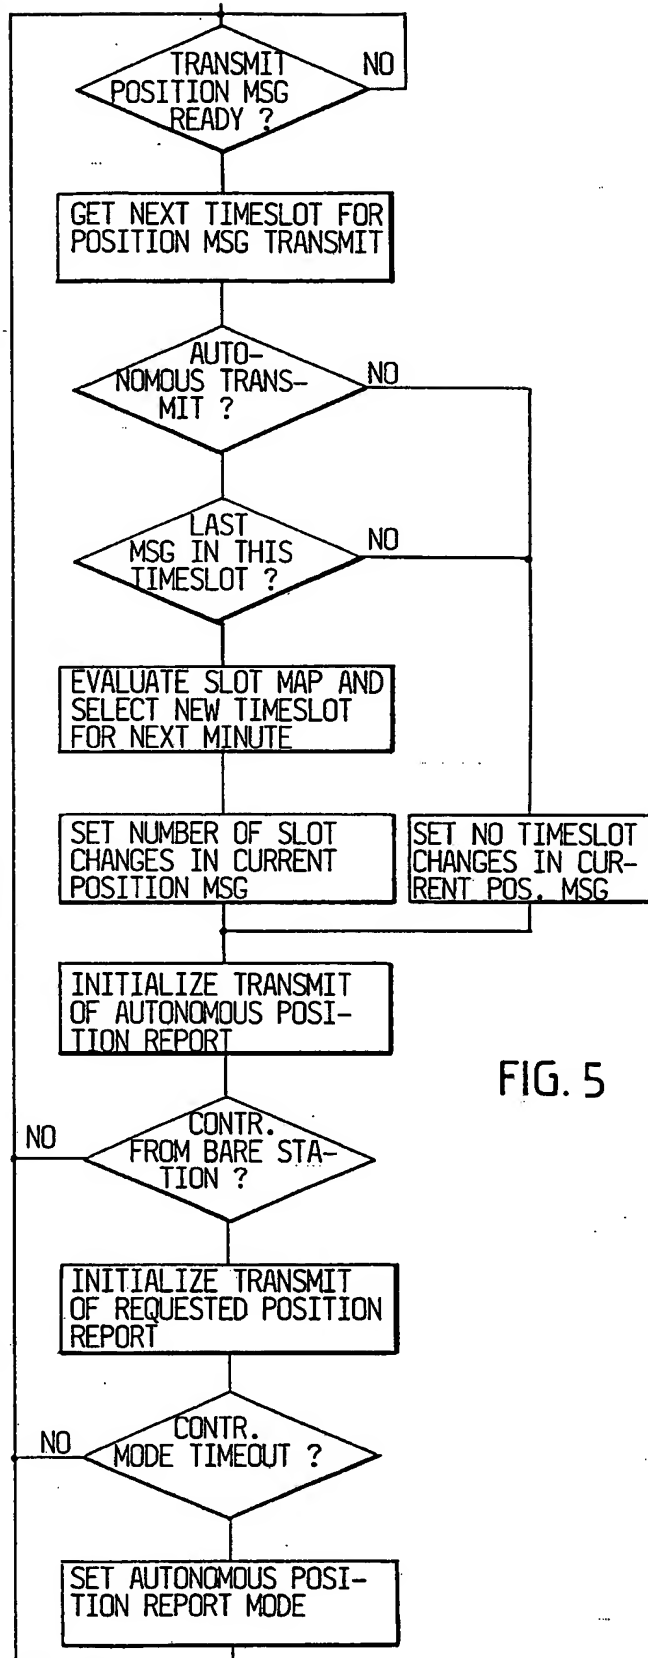 TRANSMIT
POSITION MSG
READY ?
NO
GET NEXT TIMESLOT FOR
POSITION MSG TRANSMIT
AUTO-
NOMOUS TRANS-
MIT ?
NO
LAST
MSG IN THIS
TIMESLOT ?
NO
EVALUATE SLOT MAP AND
SELECT NEW TIMESLOT
FOR NEXT MINUTE
SET NUMBER OF SLOT
CHANGES IN CURRENT
POSITION MSG
SET NO TIMESLOT
CHANGES IN CUR-
RENT POS. MSG
INITIALIZE TRANSMIT
OF AUTONOMOUS POSI-
TION REPORT
FIG. 5
CONTR.
FROM BARE STA-
TION ?
NO
INITIALIZE TRANSMIT
OF REQUESTED POSITION
REPORT
CONTR.
MODE TIMEOUT ?
NO
SET AUTONOMOUS POSI-
TION REPORT MODE